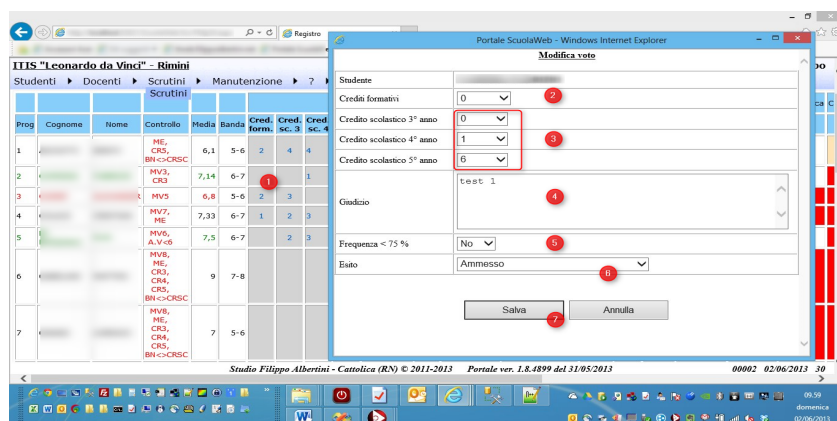 Registro
Portale ScuolaWeb - Windows Internet Explorer
ITIS "Leonardo da Vinci" - Rimini
Studenti Docenti Scrutini Manutenzione ?
Scrutini
Prog Cognome Nome Controllo Media Banda Cred. form. Cred. sc. 3 Cred. sc. 4
1 ME, CR5, BN<>CRSC 6,1 5-6 2 4 4
2 MV3, CR3 7,14 6-7 1
3 MV5 6,8 5-6 2 3
4 MV7, ME 7,33 6-7 1 2 3
5 MV6, A.V<6 7,5 6-7 2 3
6 MV8, ME, CR3, CR4, CR5, BN<>CRSC 9 7-8
7 MV8, ME, CR3, CR4, CR5, BN<>CRSC 7 5-6
1
Modifica voto
Studente
Crediti formativi 0 2
Credito scolastico 3° anno 0
Credito scolastico 4° anno 1 3
Credito scolastico 5° anno 6
Giudizio test 1 4
Frequenza < 75 % No 5
Esito Ammesso 6
Salva Annulla
7
Studio Filippo Albertini - Cattolica (RN) © 2011-2013 Portale ver. 1.8.4899 del 31/05/2013 00002 02/06/2013 30
09.59
domenica
02/06/2013